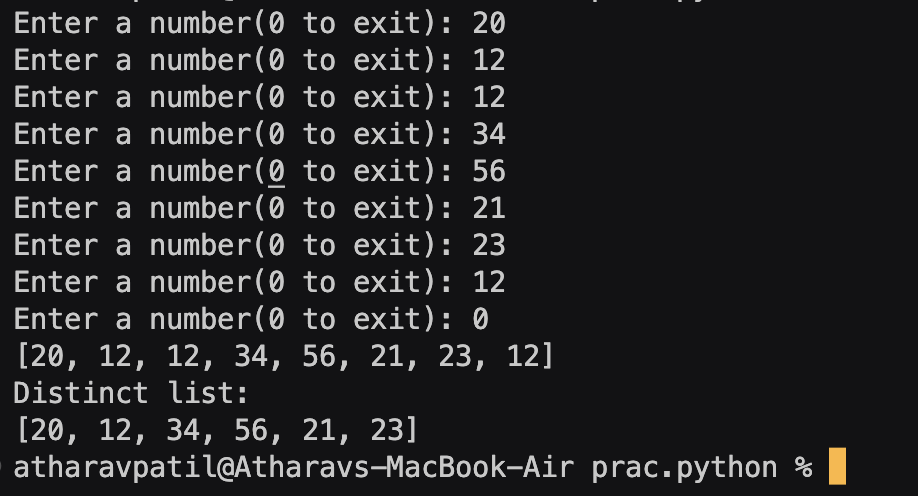 Enter a number(0 to exit): 20
Enter a number(0 to exit): 12
Enter a number(0 to exit): 12
Enter a number(0 to exit): 34
Enter a number(0 to exit): 56
Enter a number(0 to exit): 21
Enter a number(0 to exit): 23
Enter a number(0 to exit): 12
Enter a number(0 to exit): 0
[20, 12, 12, 34, 56, 21, 23, 12]
Distinct list:
[20, 12, 34, 56, 21, 23]
atharavpatil@Atharavs-MacBook-Air prac.python %